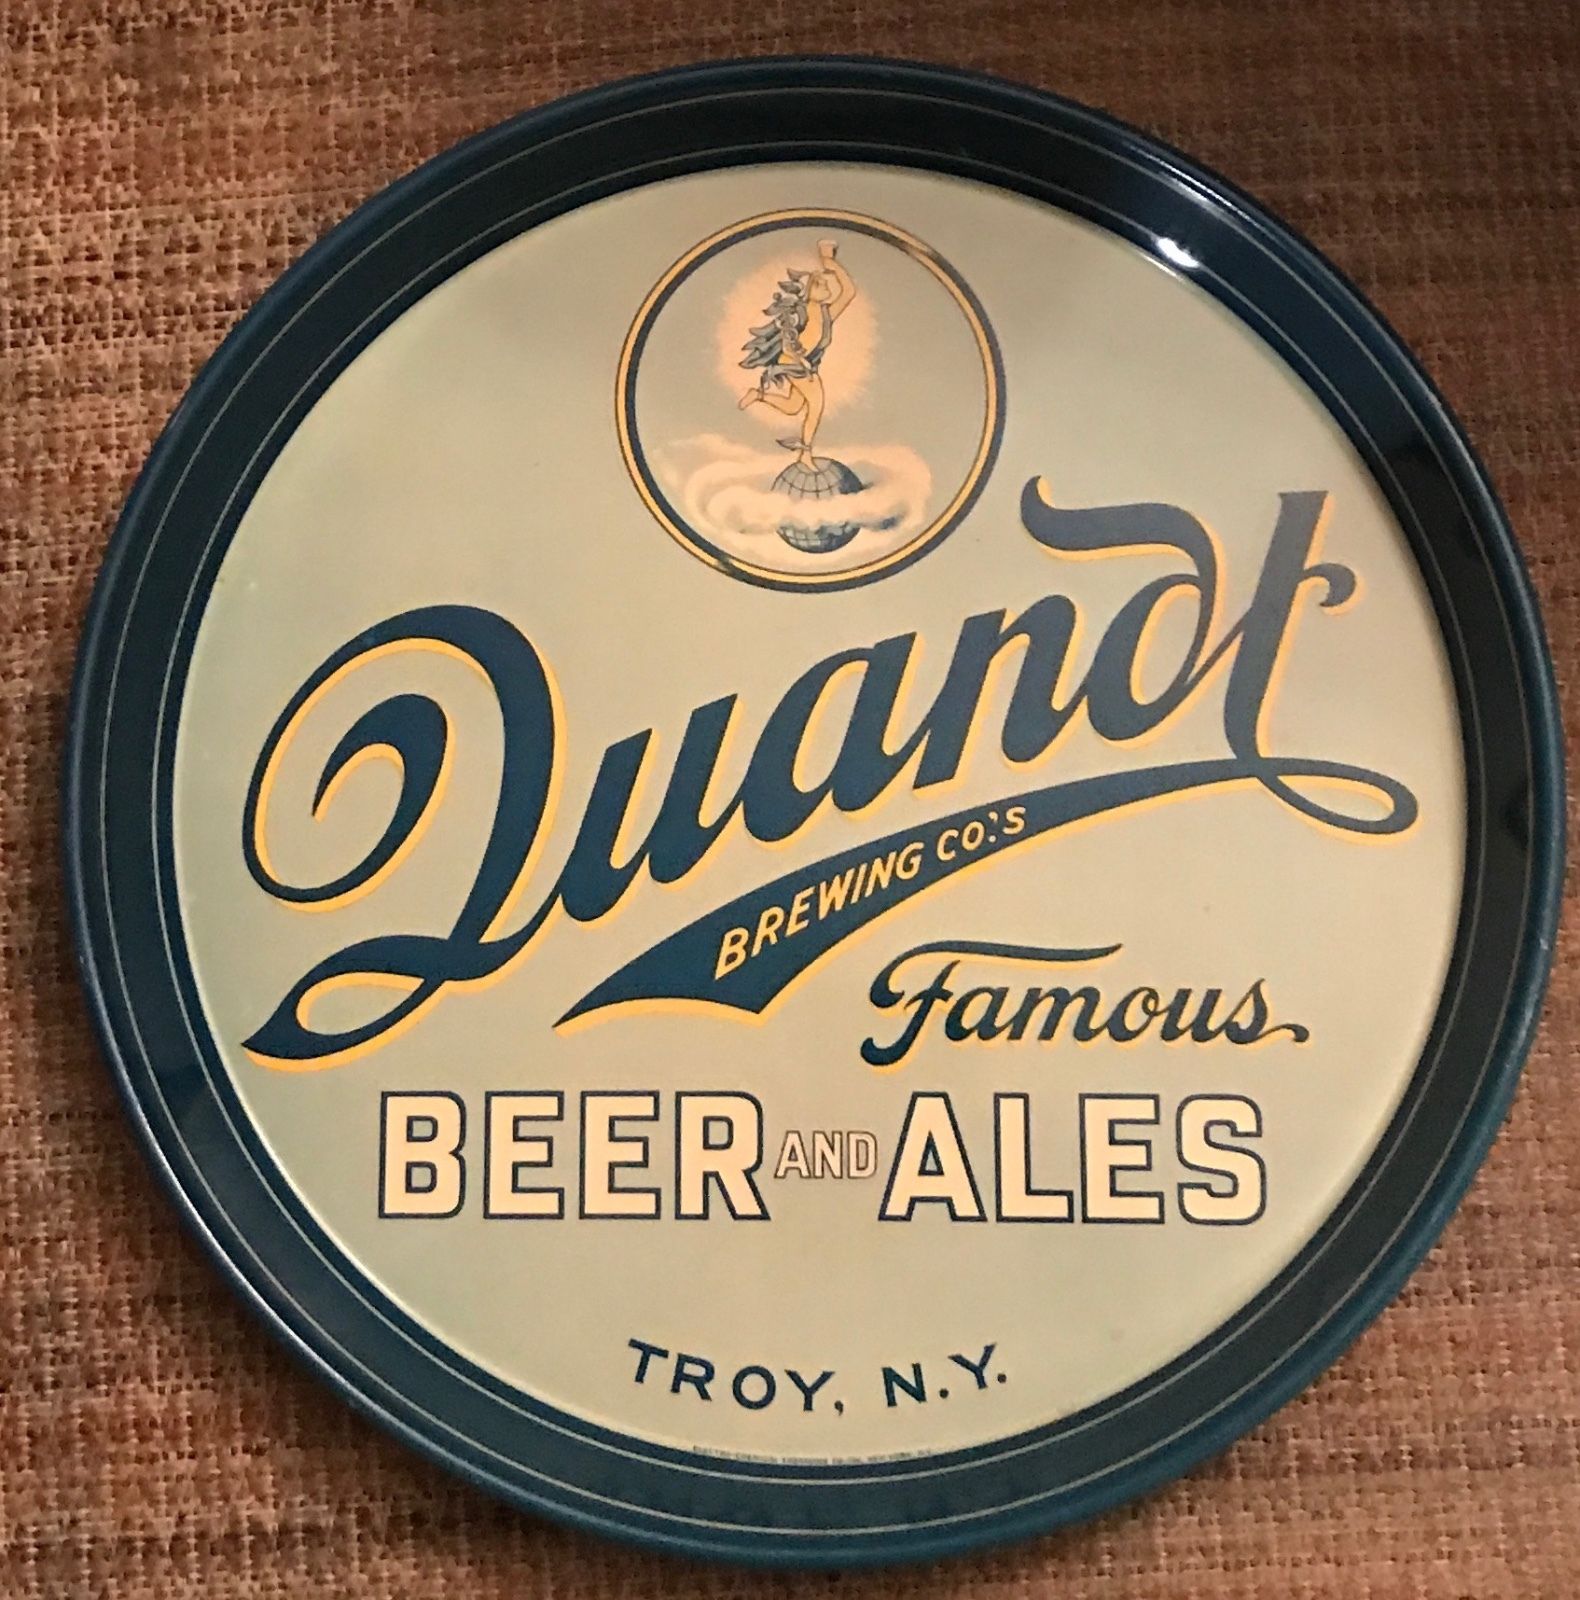 Quandt
BREWING CO.'S
Famous
BEER AND ALES
TROY, N.Y.